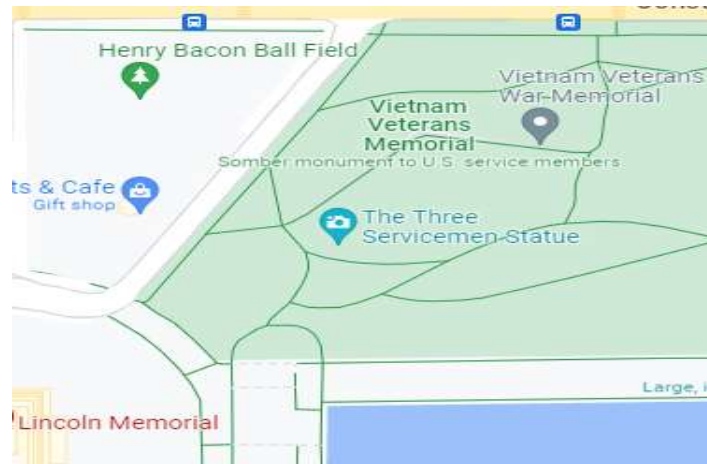 Henry Bacon Ball Field
Vietnam Veterans
War Memorial
Vietnam
Veterans
Memorial
Somber monument to U.S. service members
ts & Cafe
Gift shop
The Three
Servicemen Statue
Large, i
Lincoln Memorial